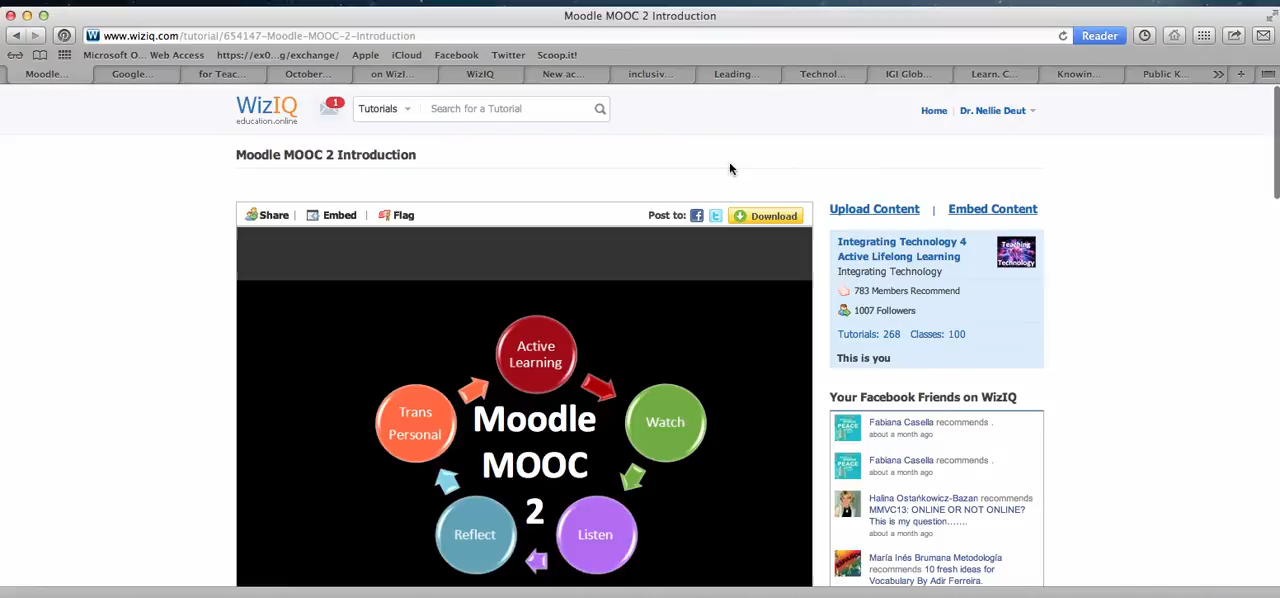 Moodle MOOC 2 Introduction
www.wiziq.com/tutorial/654147-Moodle-MOOC-2-Introduction
Reader
Microsoft O... Web Access https://ex0...g/exchange/ Apple iCloud Facebook Twitter Scoop.it!
Moodle... Google... for Teac... October... on WizI... WizIQ New ac... inclusiv... Leading... Technol... IGI Glob... Learn. C... Knowin... Public K...
WizIQ
education.online
1
Tutorials
Search for a Tutorial
Home | Dr. Nellie Deut
Moodle MOOC 2 Introduction
Share | Embed | Flag
Post to: Download
Upload Content | Embed Content
Integrating Technology 4
Active Lifelong Learning
Integrating Technology
Teaching
Technology
783 Members Recommend
1007 Followers
Tutorials: 268 Classes: 100
This is you
Active
Learning
Watch
Listen
Reflect
Trans
Personal
Moodle
MOOC
2
Your Facebook Friends on WizIQ
Fabiana Casella recommends .
about a month ago
Fabiana Casella recommends .
about a month ago
Halina Ostańkowicz-Bazan recommends
MMVC13: ONLINE OR NOT ONLINE?
This is my question.......
about a month ago
María Inés Brumana Metodología
recommends 10 fresh ideas for
Vocabulary By Adir Ferreira.